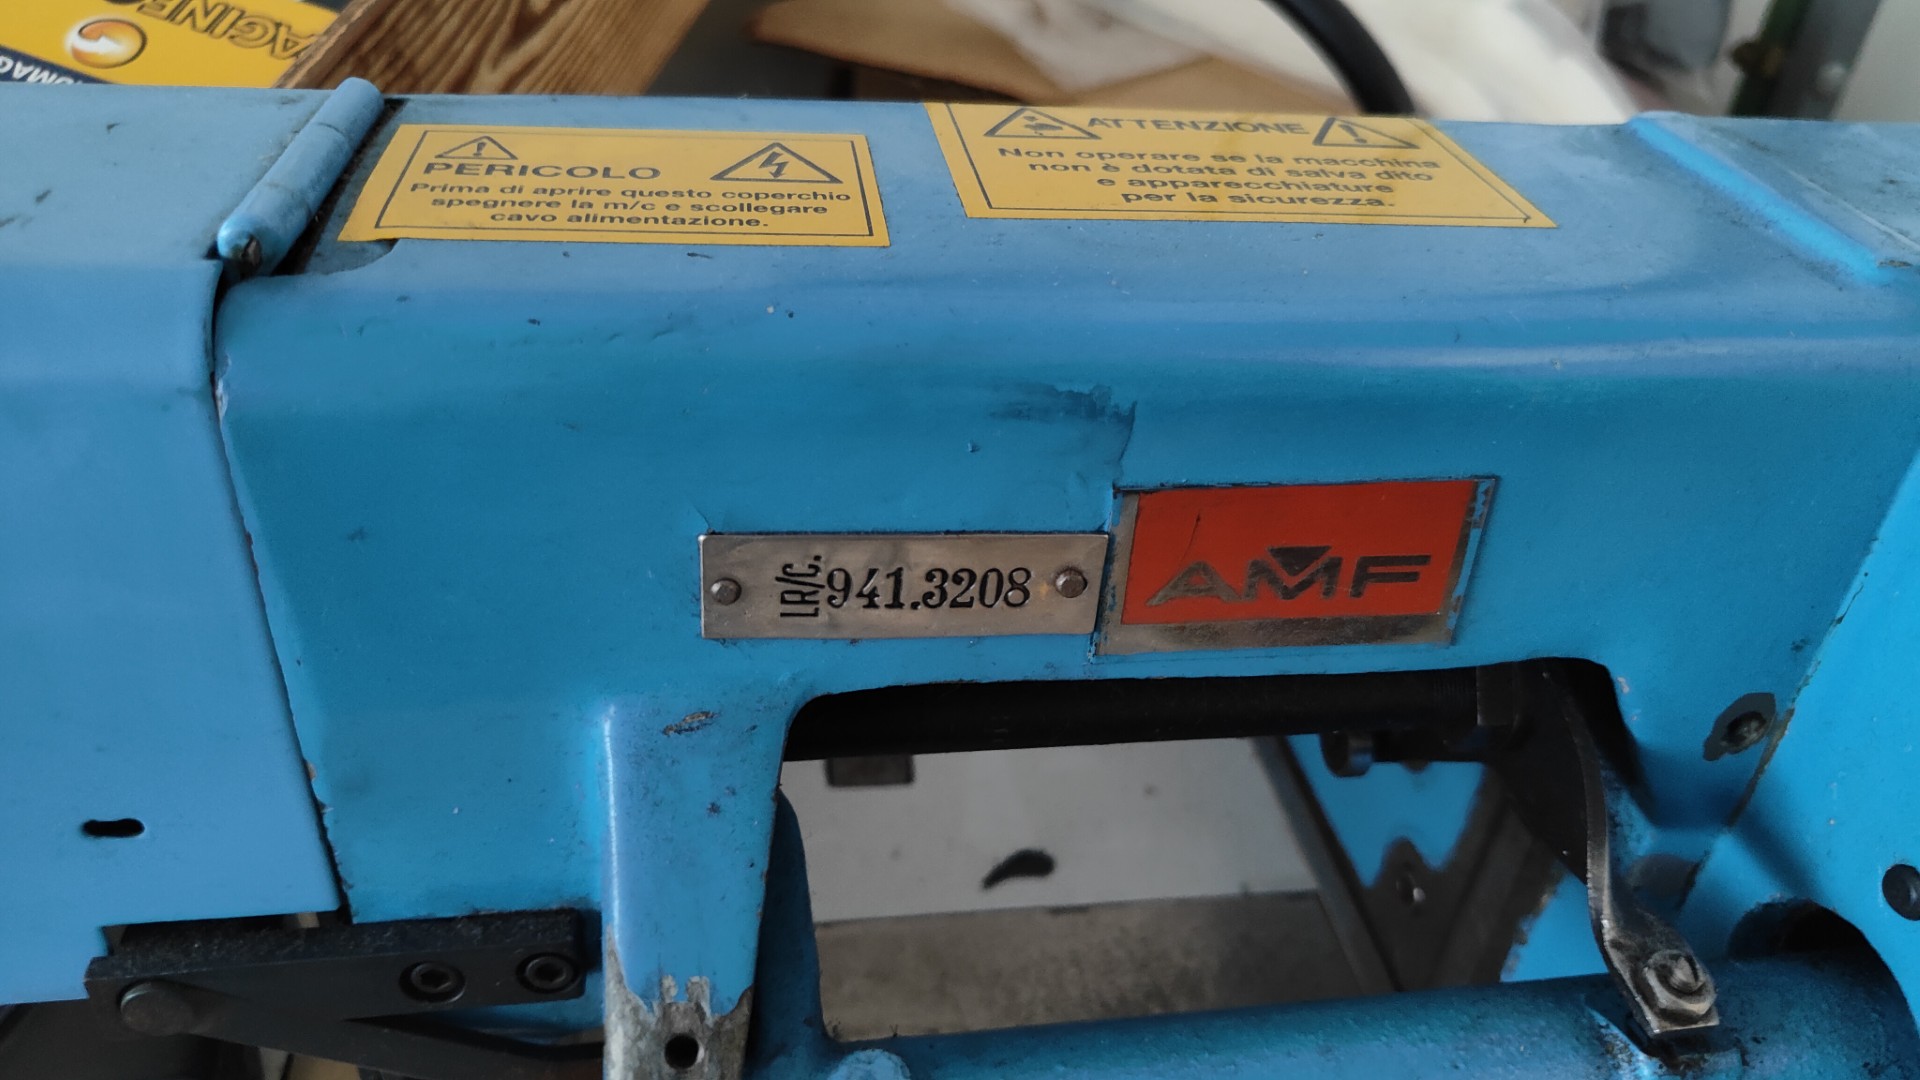 PERICOLO
Prima di aprire questo coperchio
spegnere la m/c e scollegare
cavo alimentazione.
ATTENZIONE
Non operare se la macchina
non è dotata di salva dito
e apparecchiature
per la sicurezza.
LR/C. 941.3208
AMF